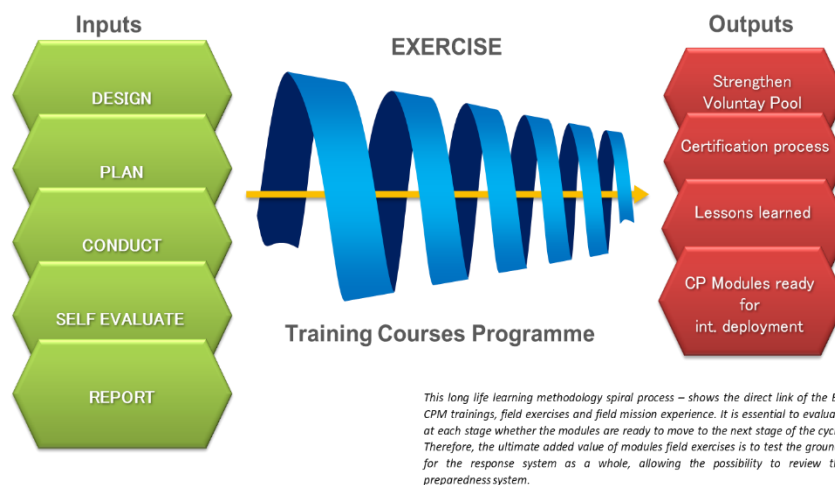 Inputs
DESIGN
PLAN
CONDUCT
SELF EVALUATE
REPORT
EXERCISE
Training Courses Programme
Outputs
Strengthen
Voluntay Pool
Certification process
Lessons learned
CP Modules ready
for
int. deployment
This long life learning methodology spiral process – shows the direct link of the
CPM trainings, field exercises and field mission experience. It is essential to
at each stage whether the modules are ready to move to the next stage of the
Therefore, the ultimate added value of modules field exercises is to test the
for the response system as a whole, allowing the possibility to review
preparedness system.